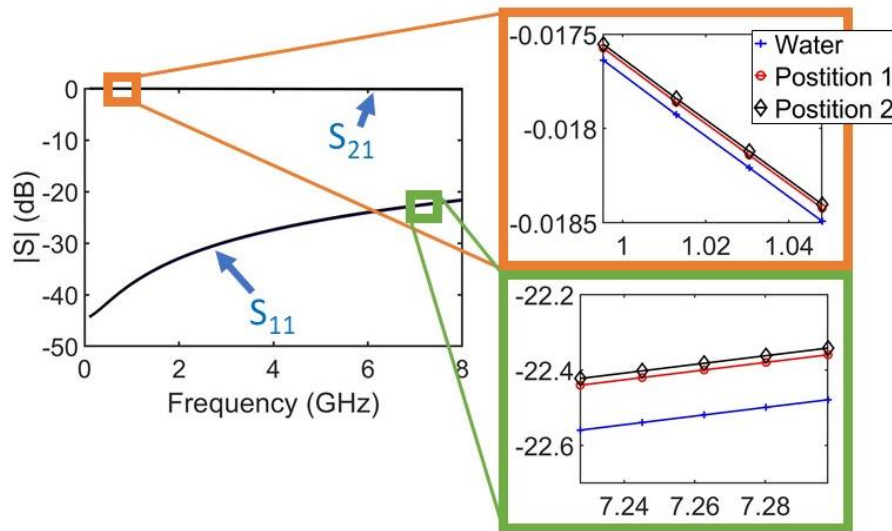 0
-10
-20
-30
-40
-50
|S| (dB)
0 2 4 6 8
Frequency (GHz)
S21
S11
-0.0175
-0.018
-0.0185
1 1.02 1.04
Water
Postition 1
Postition 2
-22.2
-22.4
-22.6
7.24 7.26 7.28